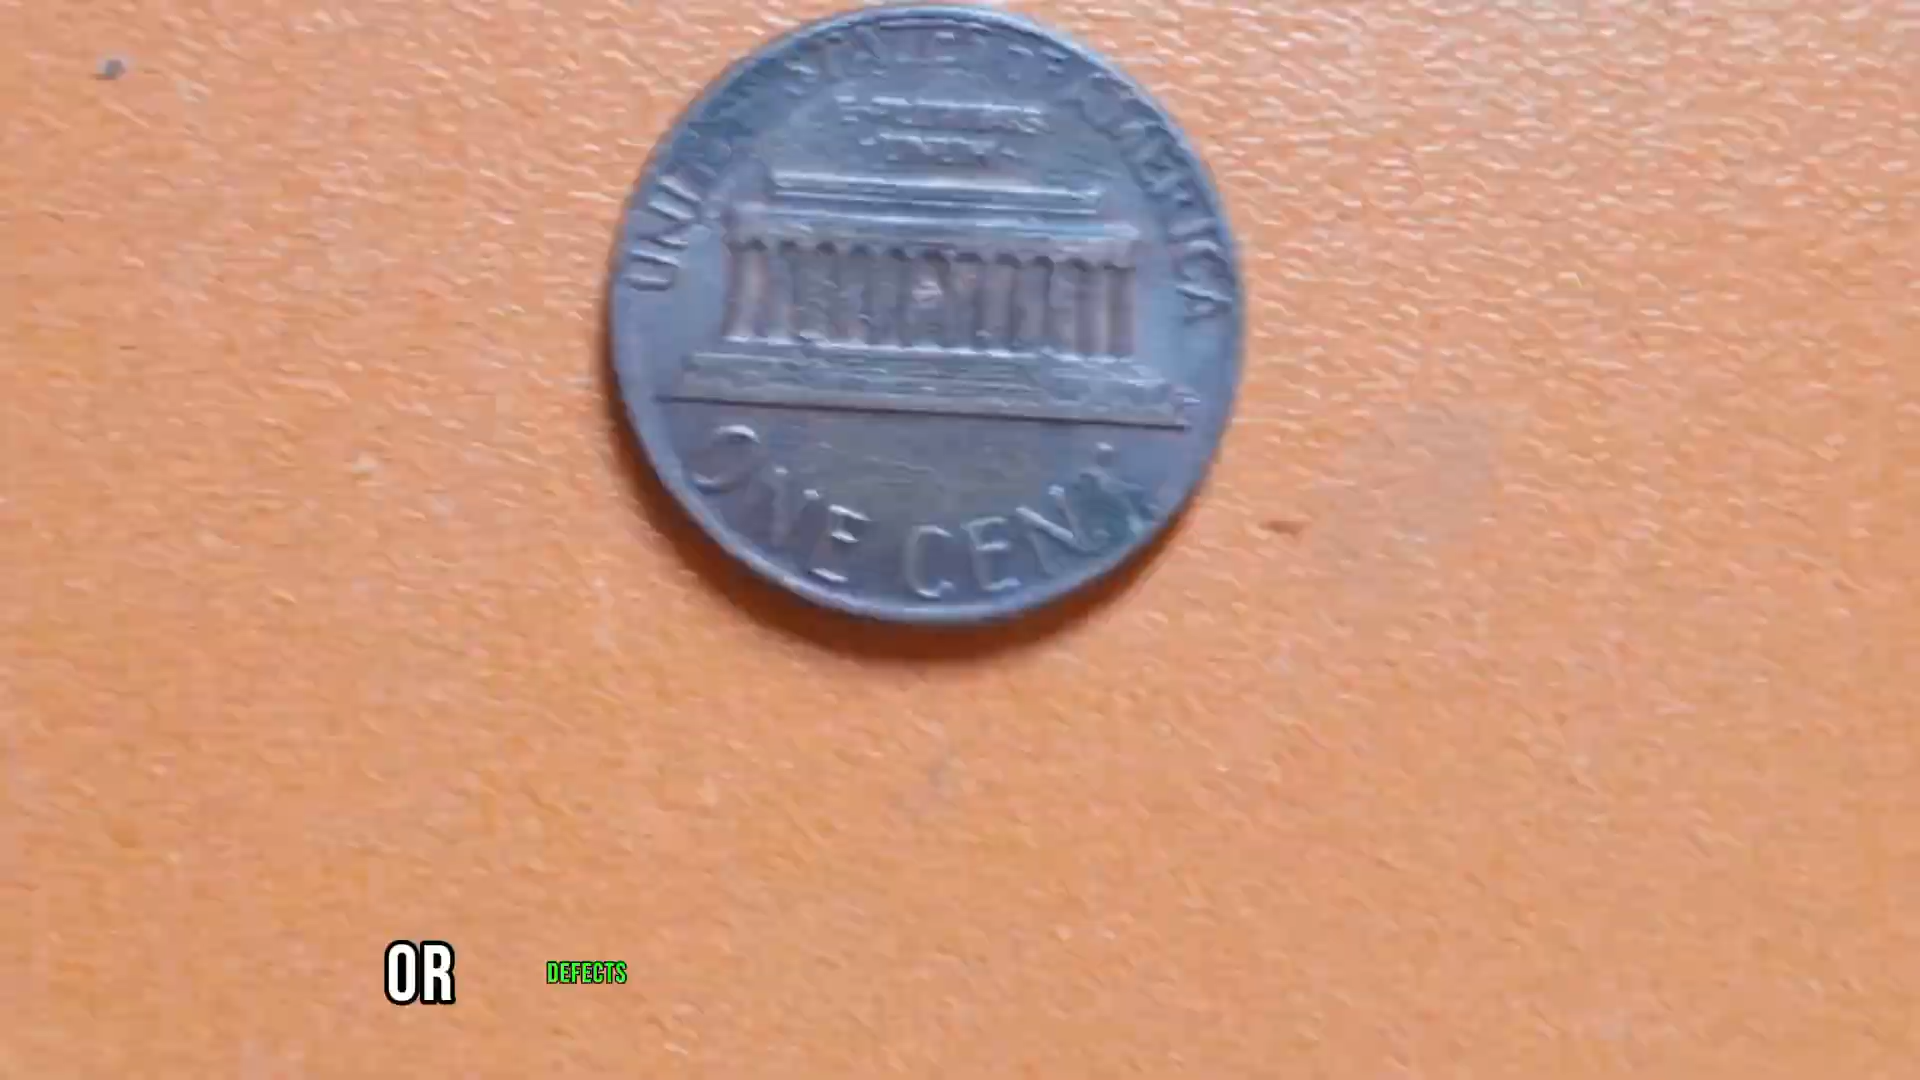 UNITED STATES OF AMERICA
E·PLURIBUS
·UNUM·
ONE CENT
OR DEFECTS